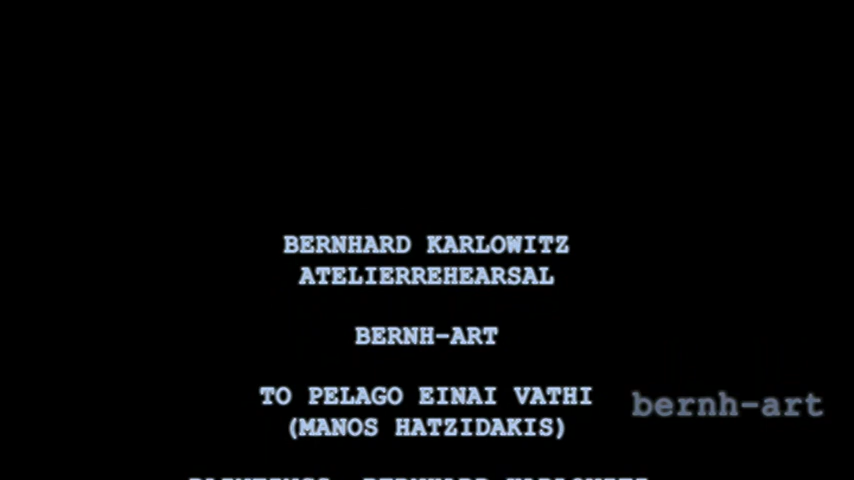 BERNHARD KARLOWITZ
ATELIERREHEARSAL
BERNH-ART
TO PELAGO EINAI VATHI
(MANOS HATZIDAKIS)
bernh-art